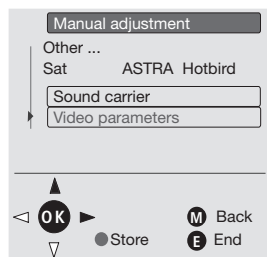 Manual adjustment
Other ...
Sat ASTRA Hotbird
Sound carrier
Video parameters
OK
M Back
Store E End